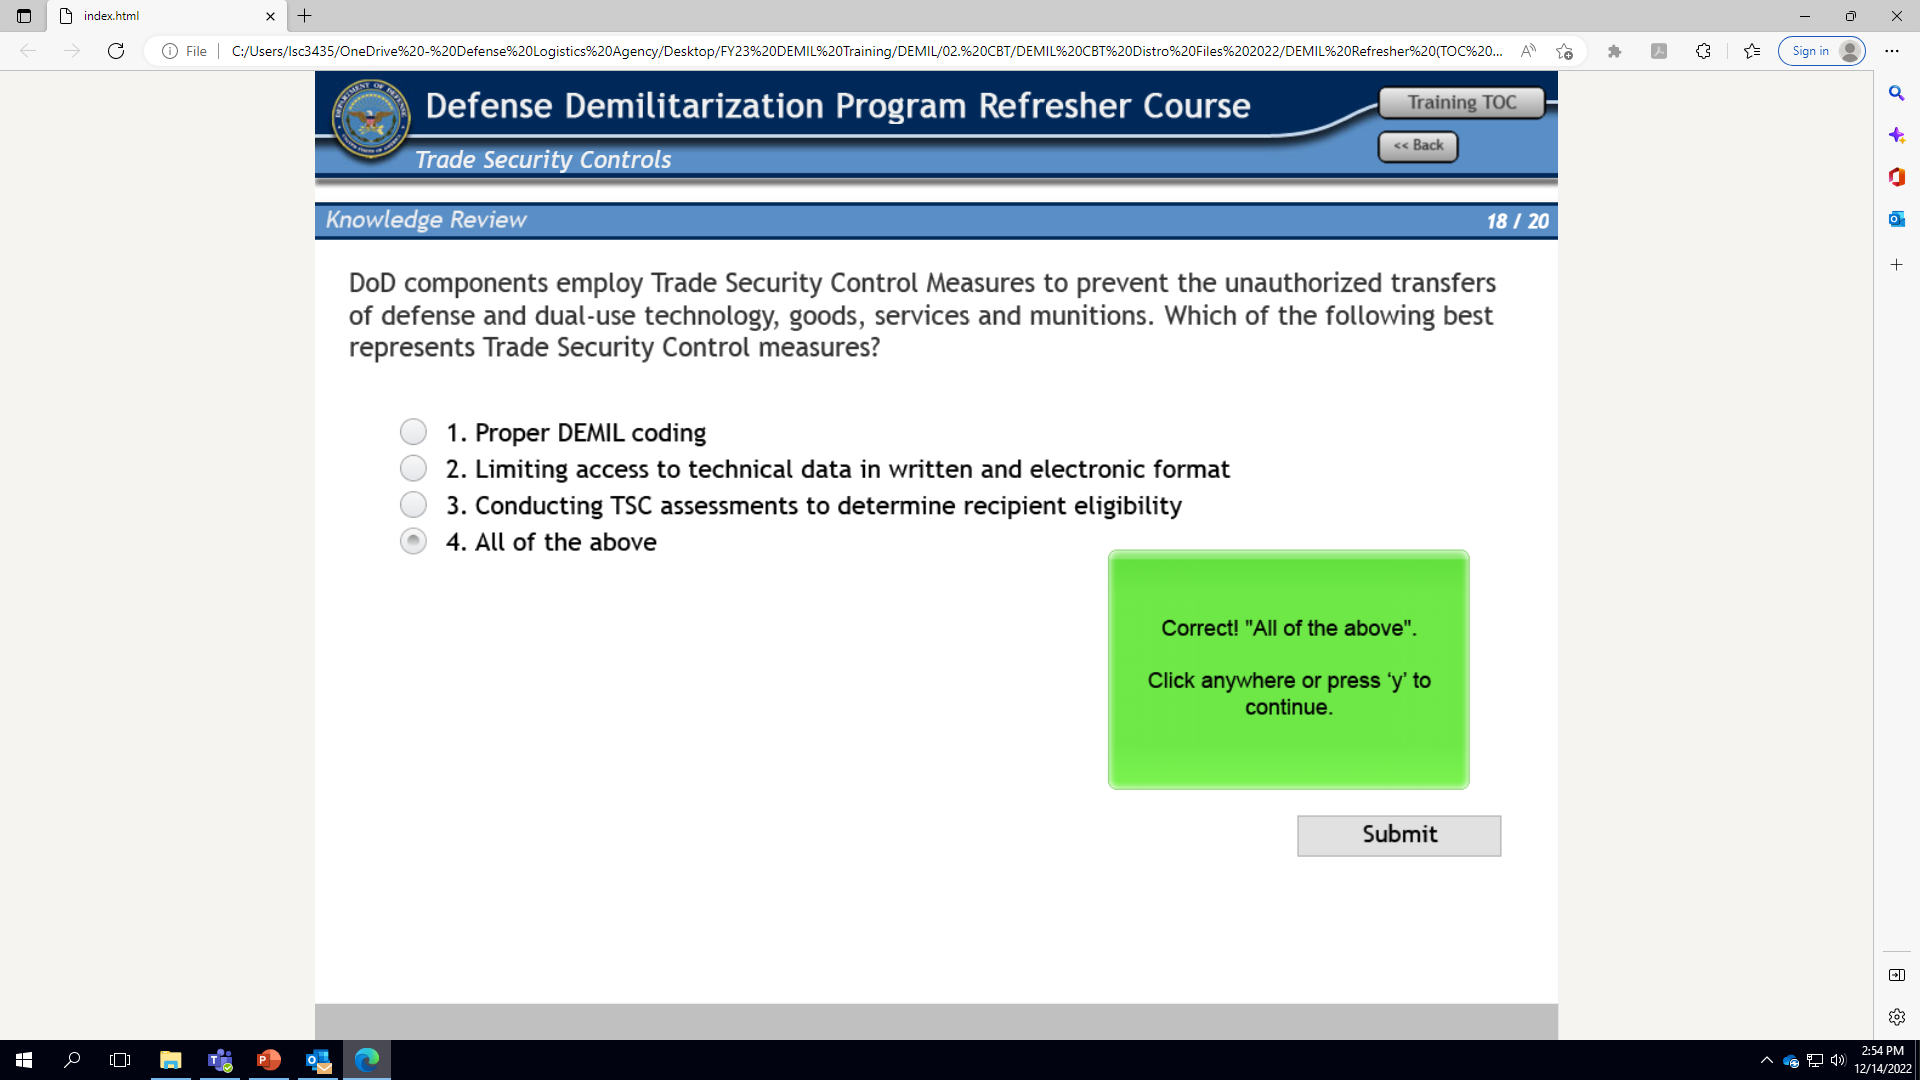 index.html
File
C:/Users/lsc3435/OneDrive%20-%20Defense%20Logistics%20Agency/Desktop/FY23%20DEMIL%20Training/DEMIL/02.%20CBT/DEMIL%20CBT%20Distro%20Files%202022/DEMIL%20Refresher%20(TOC%20...
Sign in
Defense Demilitarization Program Refresher Course
Training TOC
<< Back
Trade Security Controls
Knowledge Review
18 / 20
DoD components employ Trade Security Control Measures to prevent the unauthorized transfers
of defense and dual-use technology, goods, services and munitions. Which of the following best
represents Trade Security Control measures?
1. Proper DEMIL coding
2. Limiting access to technical data in written and electronic format
3. Conducting TSC assessments to determine recipient eligibility
4. All of the above
Correct! "All of the above".
Click anywhere or press ‘y’ to
continue.
Submit
2:54 PM
12/14/2022